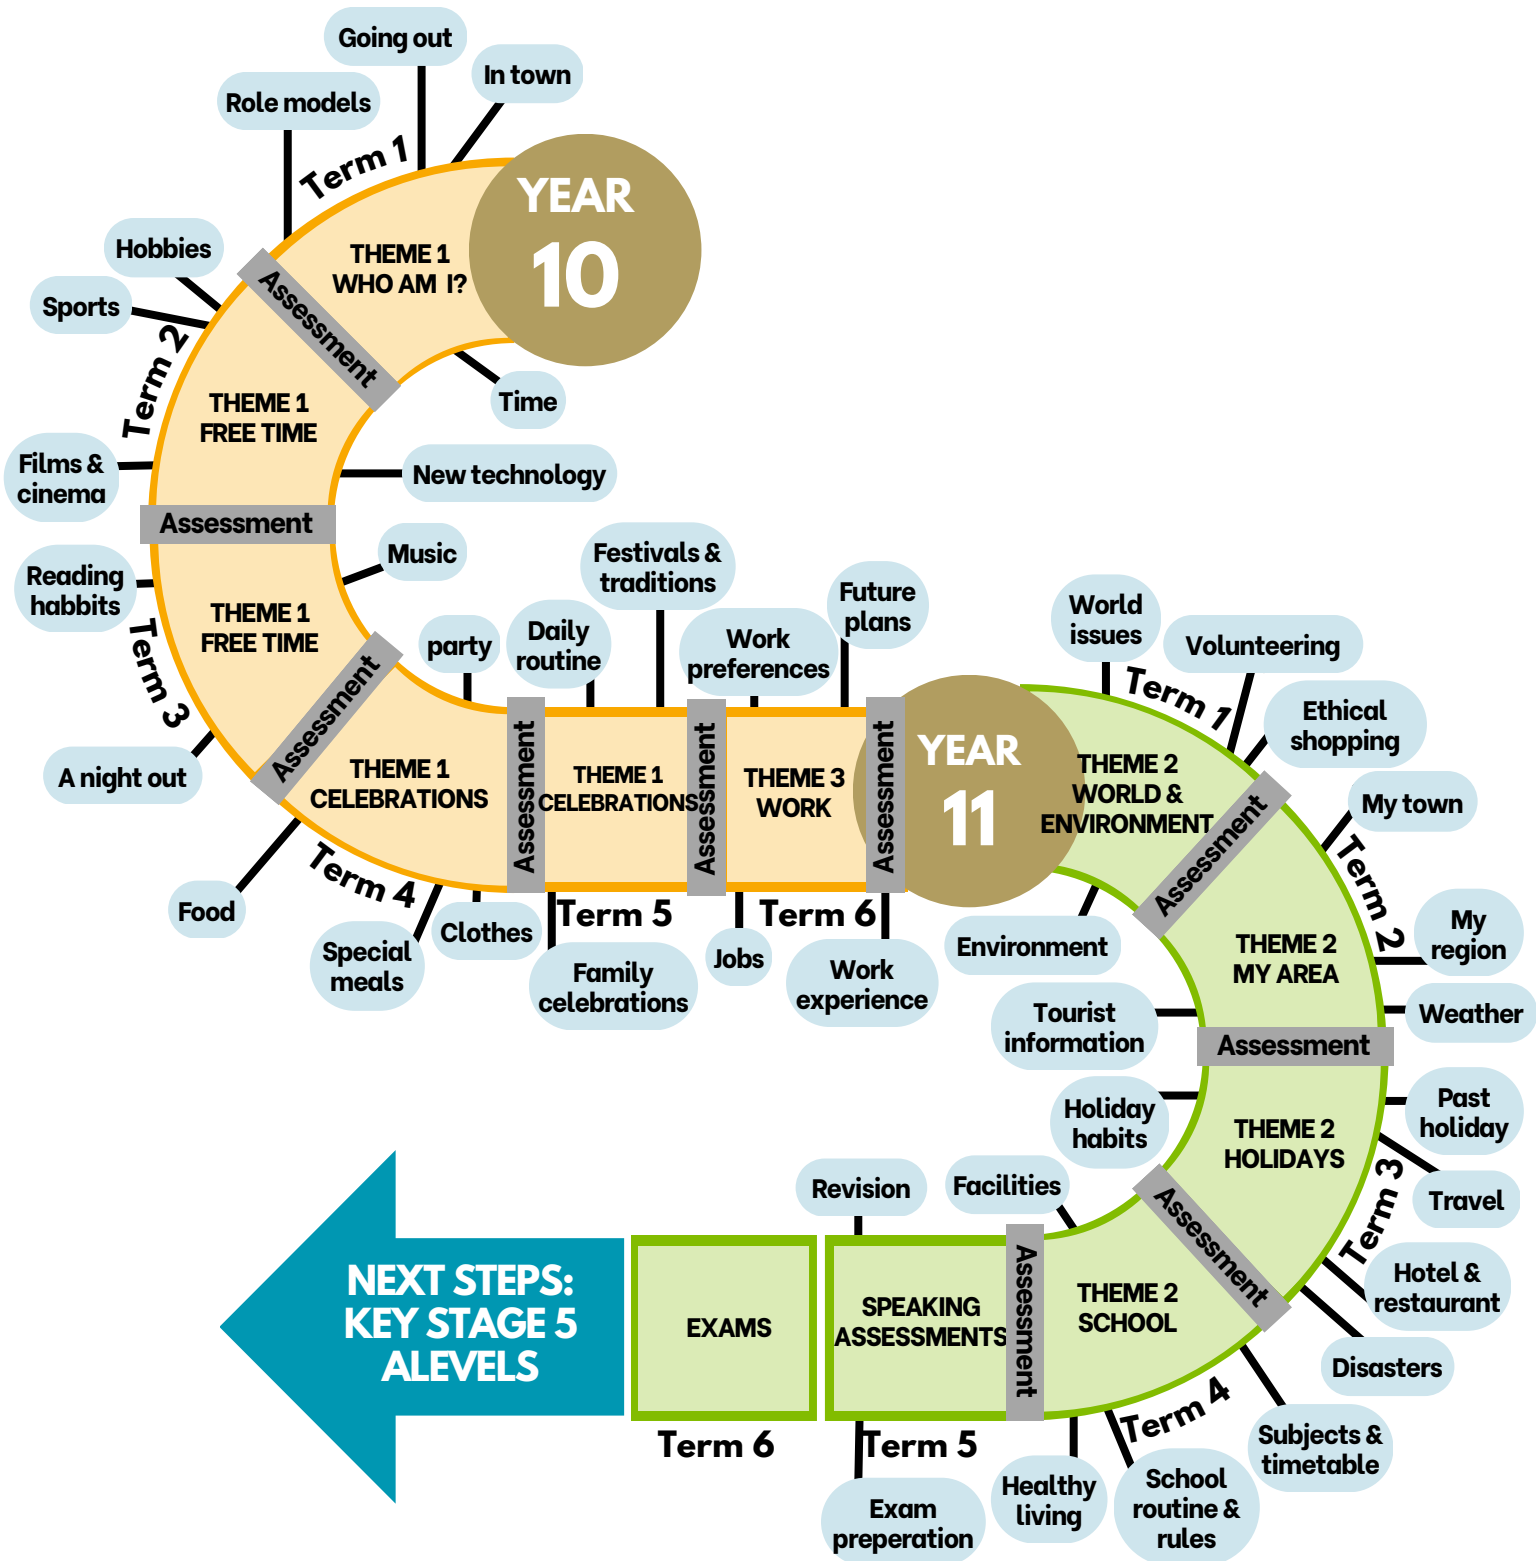 Going out
In town
Role models
Term 1
YEAR
10
THEME 1
WHO AM I?
Time
Assessment
Hobbies
Sports
Term 2
THEME 1
FREE TIME
Films &
cinema
New technology
Assessment
Reading
habbits
Music
THEME 1
FREE TIME
Term 3
A night out
Assessment
party
THEME 1
CELEBRATIONS
Food
Term 4
Special
meals
Clothes
Assessment
Daily
routine
Festivals &
traditions
THEME 1
CELEBRATIONS
Term 5
Family
celebrations
Assessment
Work
preferences
Future
plans
THEME 3
WORK
Term 6
Jobs
Work
experience
Assessment
YEAR
11
World
issues
Volunteering
Term 1
Ethical
shopping
THEME 2
WORLD &
ENVIRONMENT
Environment
Assessment
My town
Term 2
My
region
THEME 2
MY AREA
Weather
Tourist
information
Assessment
Holiday
habits
Past
holiday
THEME 2
HOLIDAYS
Travel
Term 3
Hotel &
restaurant
Disasters
Assessment
Facilities
THEME 2
SCHOOL
Term 4
Subjects &
timetable
School
routine &
rules
Healthy
living
Assessment
Revision
SPEAKING
ASSESSMENTS
Term 5
Exam
preperation
EXAMS
Term 6
NEXT STEPS:
KEY STAGE 5
ALEVELS